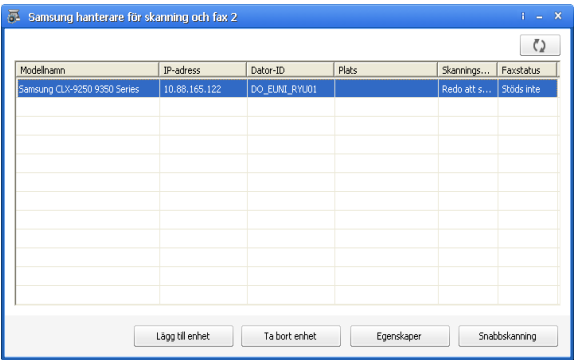 Samsung hanterare för skanning och fax 2
Modellnamn IP-adress Dator-ID Plats Skannings... Faxstatus
Samsung CLX-9250 9350 Series 10.88.165.122 DO_EUNI_RYU01 Redo att s... Stöds inte
Lägg till enhet Ta bort enhet Egenskaper Snabbskanning